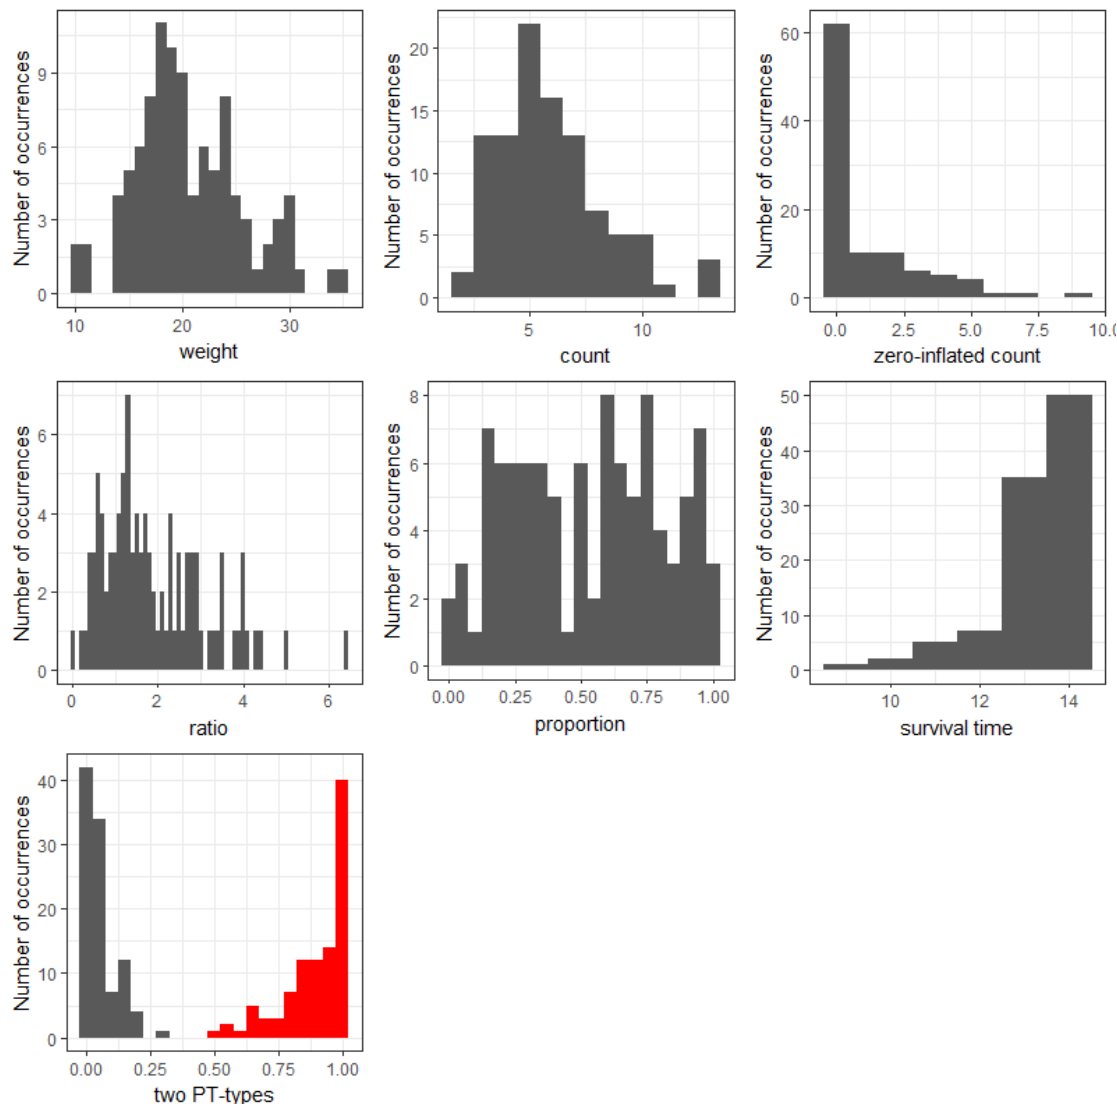 Number of occurrences
9
6
3
0
10 20 30
weight
Number of occurrences
20
15
10
5
0
5 10
count
Number of occurrences
60
40
20
0
0.0 2.5 5.0 7.5 10.0
zero-inflated count
Number of occurrences
6
4
2
0
0 2 4 6
ratio
Number of occurrences
8
6
4
2
0
0.00 0.25 0.50 0.75 1.00
proportion
Number of occurrences
50
40
30
20
10
0
10 12 14
survival time
Number of occurrences
40
30
20
10
0
0.00 0.25 0.50 0.75 1.00
two PT-types